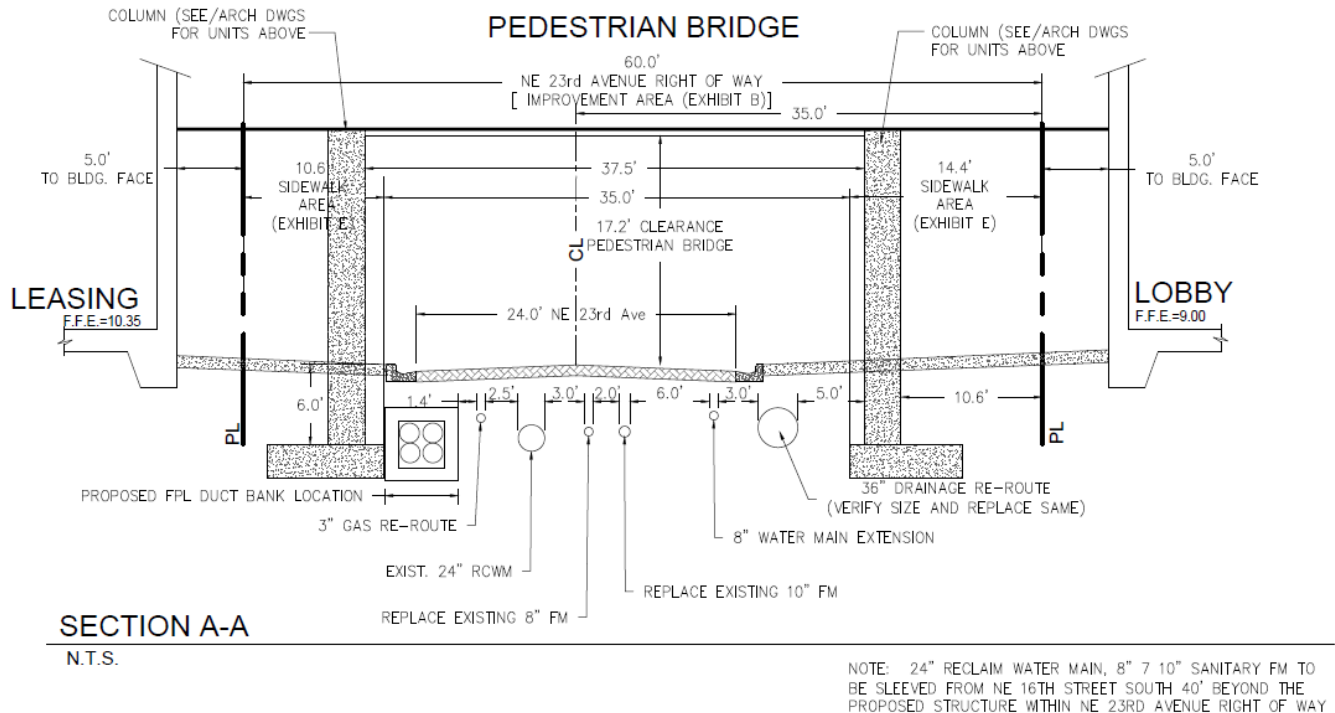 COLUMN (SEE/ARCH DWGS
FOR UNITS ABOVE
PEDESTRIAN BRIDGE
COLUMN (SEE/ARCH DWGS
FOR UNITS ABOVE
60.0'
NE 23rd AVENUE RIGHT OF WAY
[ IMPROVEMENT AREA (EXHIBIT B)]
35.0'
5.0'
TO BLDG. FACE
10.6'
SIDEWALK
AREA
(EXHIBIT E)
37.5'
35.0'
17.2' CLEARANCE
PEDESTRIAN BRIDGE
CL
14.4'
SIDEWALK
AREA
(EXHIBIT E)
5.0'
TO BLDG. FACE
LEASING
F.F.E.=10.35
24.0' NE 23rd Ave
LOBBY
F.F.E.=9.00
6.0'
1.4'
2.5'
3.0'
2.0'
6.0'
3.0'
5.0'
10.6'
PL
PL
PROPOSED FPL DUCT BANK LOCATION
3" GAS RE-ROUTE
EXIST. 24" RCWM
REPLACE EXISTING 8" FM
REPLACE EXISTING 10" FM
8" WATER MAIN EXTENSION
36" DRAINAGE RE-ROUTE
(VERIFY SIZE AND REPLACE SAME)
SECTION A-A
N.T.S.
NOTE: 24" RECLAIM WATER MAIN, 8" 7 10" SANITARY FM TO
BE SLEEVED FROM NE 16TH STREET SOUTH 40' BEYOND THE
PROPOSED STRUCTURE WITHIN NE 23RD AVENUE RIGHT OF WAY